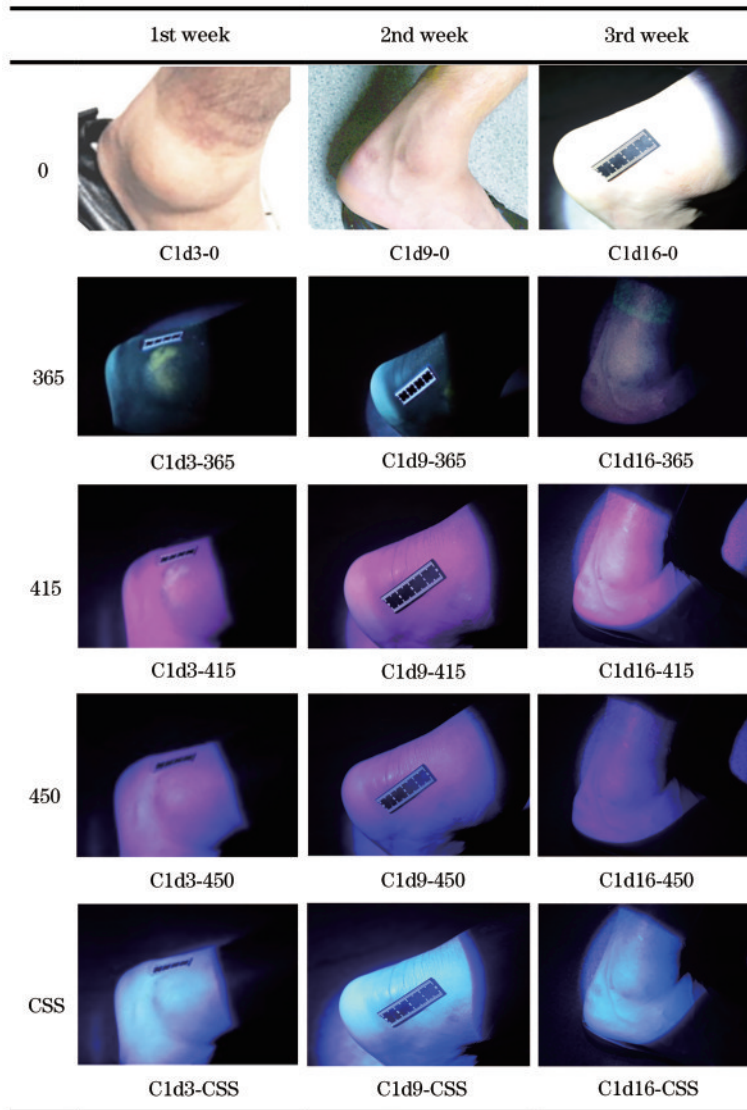 1st week 2nd week 3rd week
0
C1d3-0 C1d9-0 C1d16-0
365
C1d3-365 C1d9-365 C1d16-365
415
C1d3-415 C1d9-415 C1d16-415
450
C1d3-450 C1d9-450 C1d16-450
CSS
C1d3-CSS C1d9-CSS C1d16-CSS